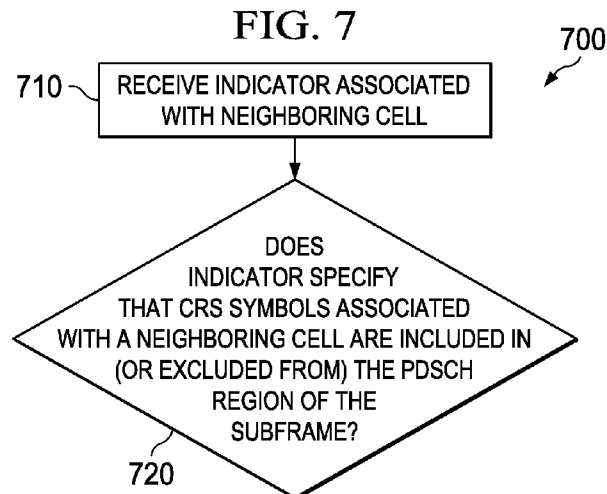 FIG. 7
700
710
RECEIVE INDICATOR ASSOCIATED
WITH NEIGHBORING CELL
DOES
INDICATOR SPECIFY
THAT CRS SYMBOLS ASSOCIATED
WITH A NEIGHBORING CELL ARE INCLUDED IN
(OR EXCLUDED FROM) THE PDSCH
REGION OF THE
SUBFRAME?
720